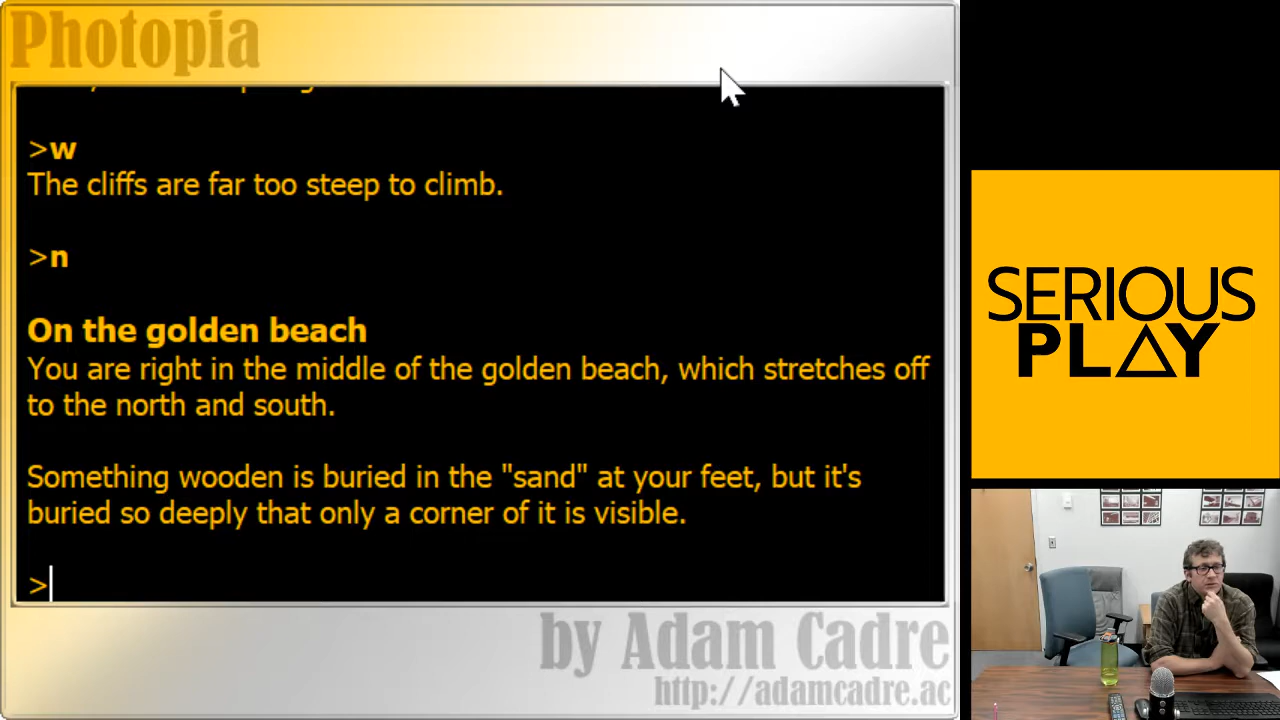 Photopia
>w
The cliffs are far too steep to climb.
>n
On the golden beach
You are right in the middle of the golden beach, which stretches off
to the north and south.
Something wooden is buried in the "sand" at your feet, but it's
buried so deeply that only a corner of it is visible.
>
by Adam Cadre
http://adamcadre.ac
SERIOUS
PLAY